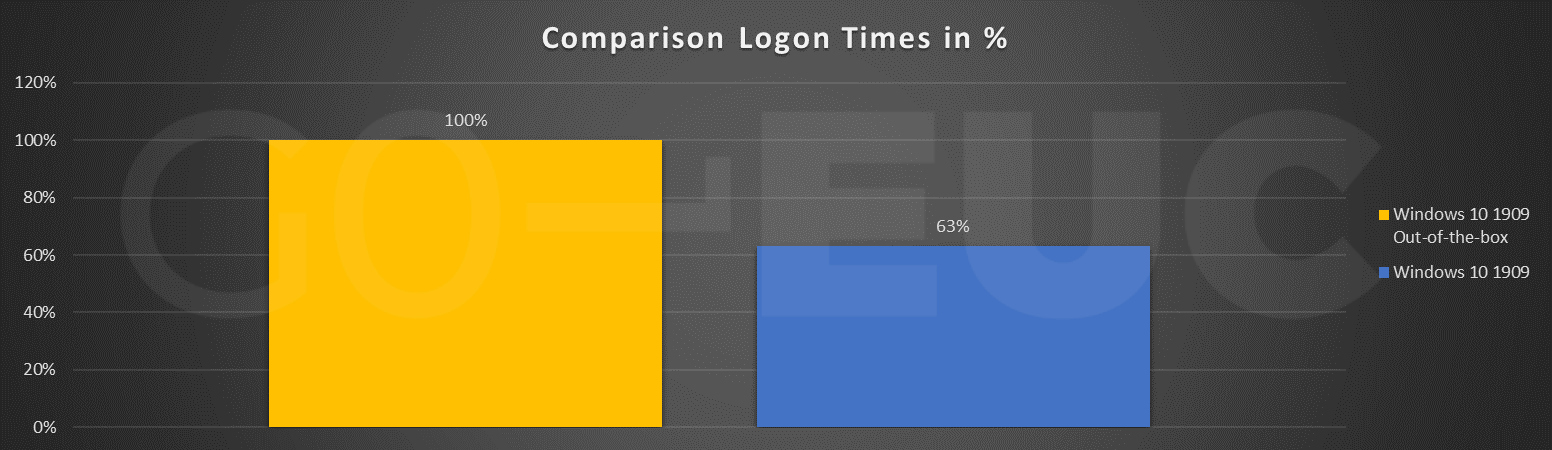 Comparison Logon Times in %
120%
100%
80%
60%
40%
20%
0%
100%
63%
GO-EUC
Windows 10 1909
Out-of-the-box
Windows 10 1909